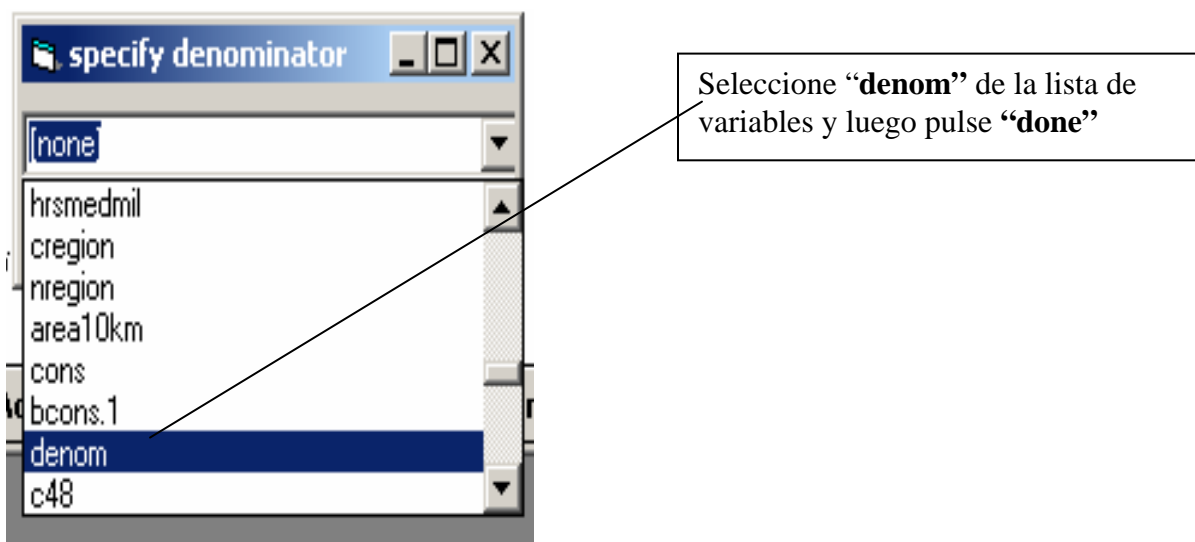 specify denominator
[none]
hrsmedmil
cregion
nregion
area10km
cons
bcons.1
denom
c48
Seleccione “denom” de la lista de
variables y luego pulse “done”